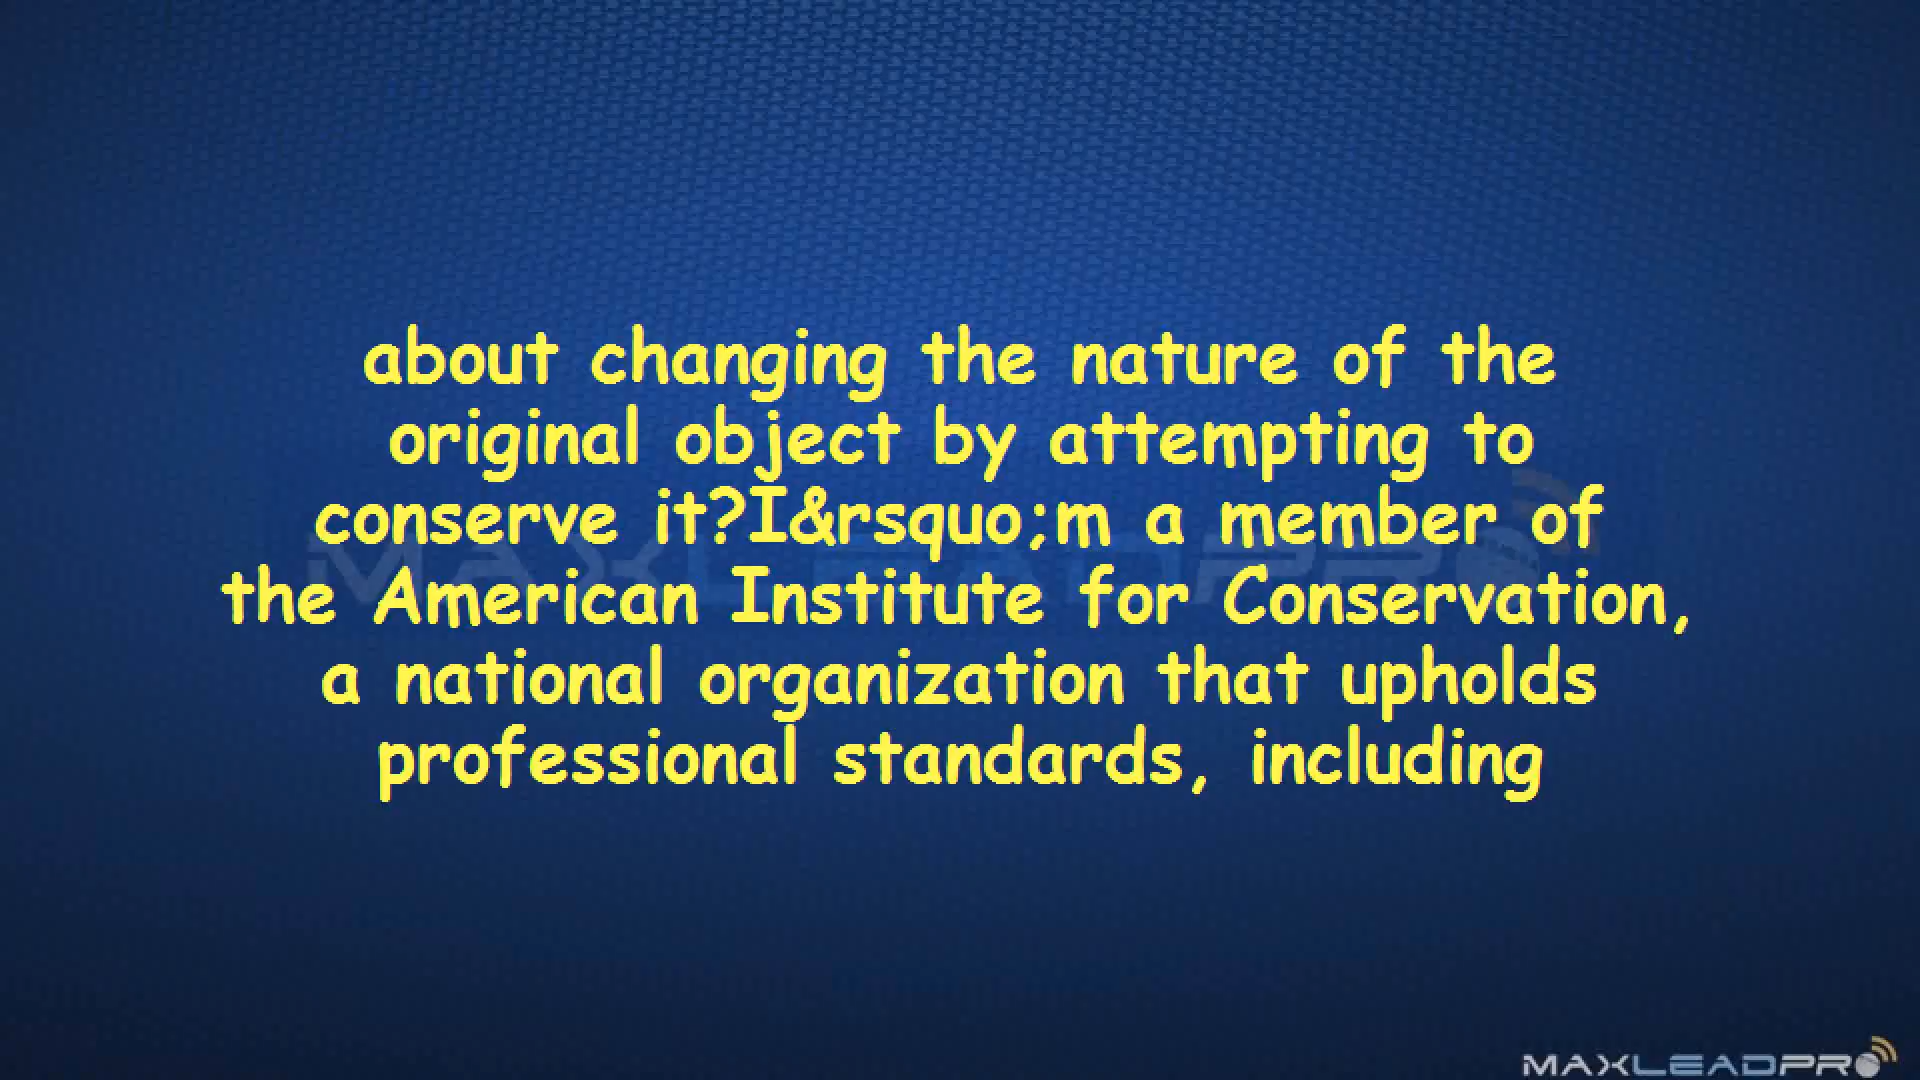 about changing the nature of the
original object by attempting to
conserve it?I&rsquo;m a member of
the American Institute for Conservation,
a national organization that upholds
professional standards, including
MAXLEADPRO
MAXLEADPRO